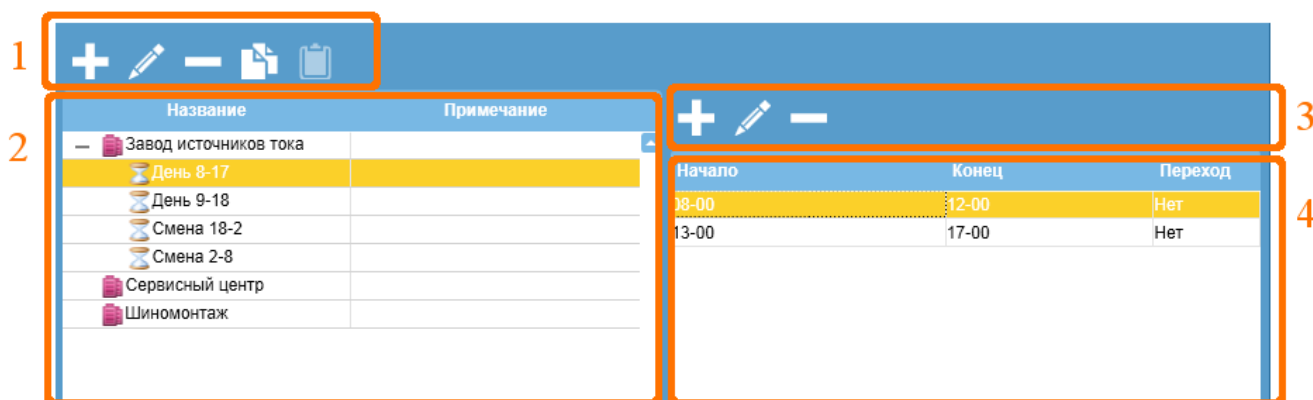 1
2
Название Примечание
Завод источников тока
День 8-17
День 9-18
Смена 18-2
Смена 2-8
Сервисный центр
Шиномонтаж
3
4
Начало Конец Переход
08-00 12-00 Нет
13-00 17-00 Нет